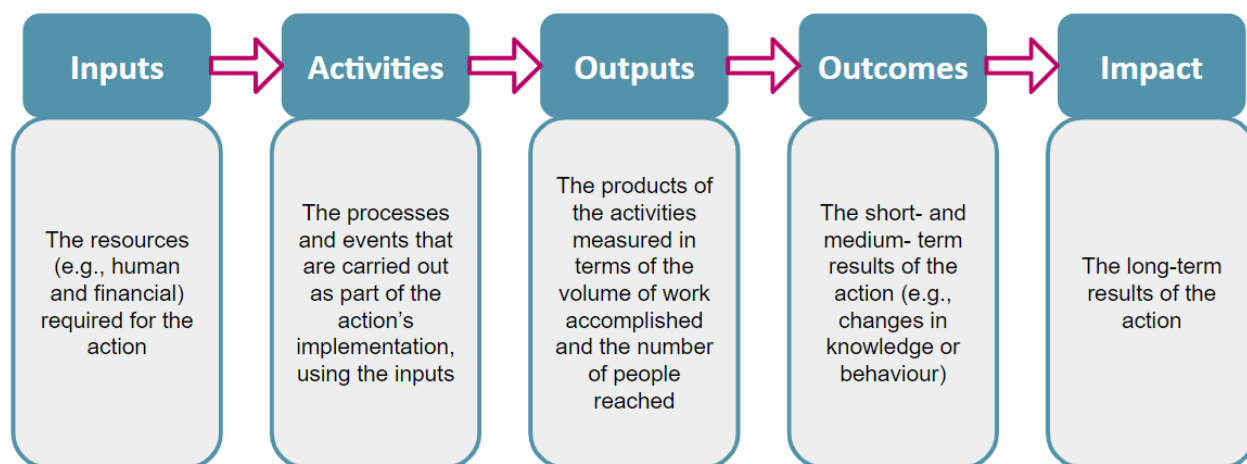 Inputs
Activities
Outputs
Outcomes
Impact
The resources
(e.g., human
and financial)
required for the
action
The processes
and events that
are carried out
as part of the
action's
implementation,
using the inputs
The products of
the activities
measured in
terms of the
volume of work
accomplished
and the number
of people
reached
The short- and
medium- term
results of the
action (e.g.,
changes in
knowledge or
behaviour)
The long-term
results of the
action